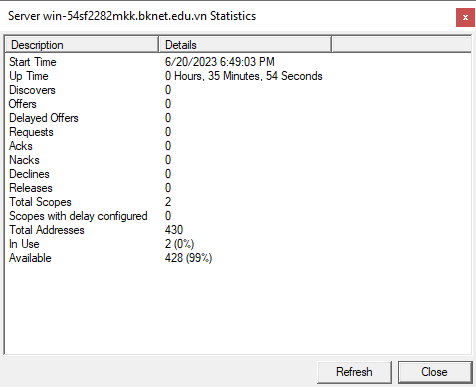 Server win-54sf2282mkk.bknet.edu.vn Statistics
Description Details
Start Time 6/20/2023 6:49:03 PM
Up Time 0 Hours, 35 Minutes, 54 Seconds
Discovers 0
Offers 0
Delayed Offers 0
Requests 0
Acks 0
Nacks 0
Declines 0
Releases 0
Total Scopes 2
Scopes with delay configured 0
Total Addresses 430
In Use 2 (0%)
Available 428 (99%)
Refresh Close